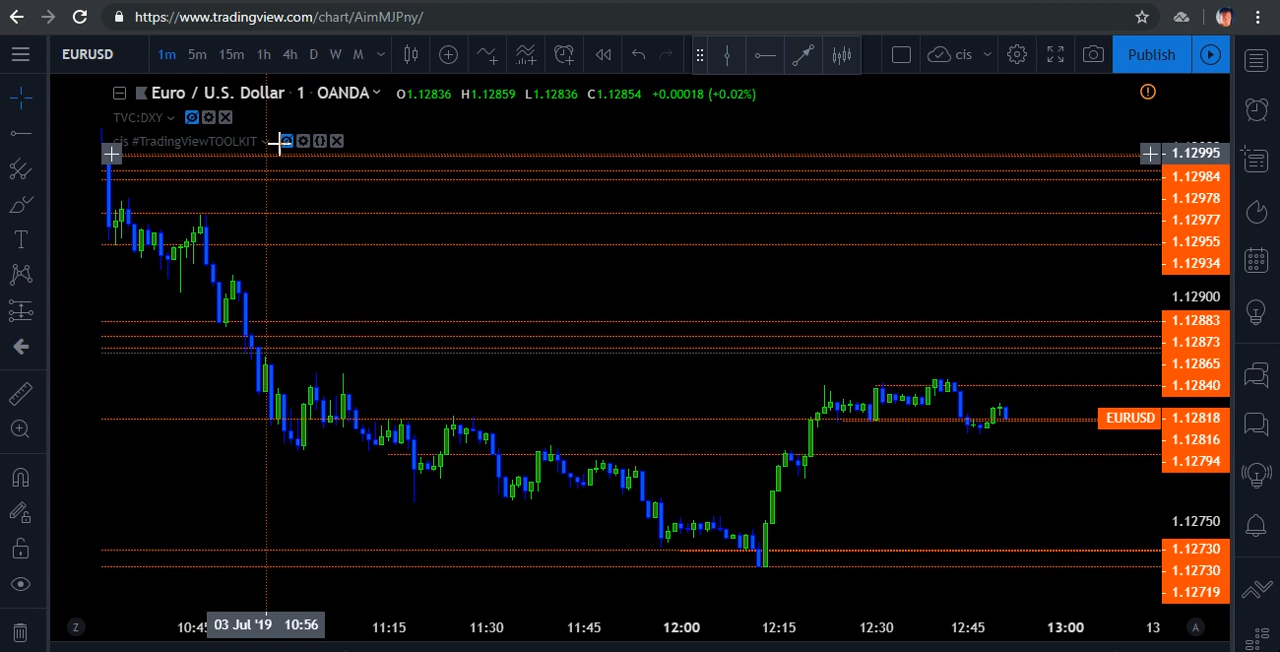 https://www.tradingview.com/chart/AimMJPny/
EURUSD 1m 5m 15m 1h 4h D W M cis Publish
Euro / U.S. Dollar · 1 · OANDA O1.12836 H1.12859 L1.12836 C1.12854 +0.00018 (+0.02%)
TVC:DXY
cis #TradingViewTOOLKIT
1.12995
1.12984
1.12978
1.12977
1.12955
1.12934
1.12900
1.12883
1.12873
1.12865
1.12840
EURUSD 1.12818
1.12816
1.12794
1.12750
1.12730
1.12730
1.12719
Z 10:45 03 Jul '19 10:56 11:15 11:30 11:45 12:00 12:15 12:30 12:45 13:00 13 A